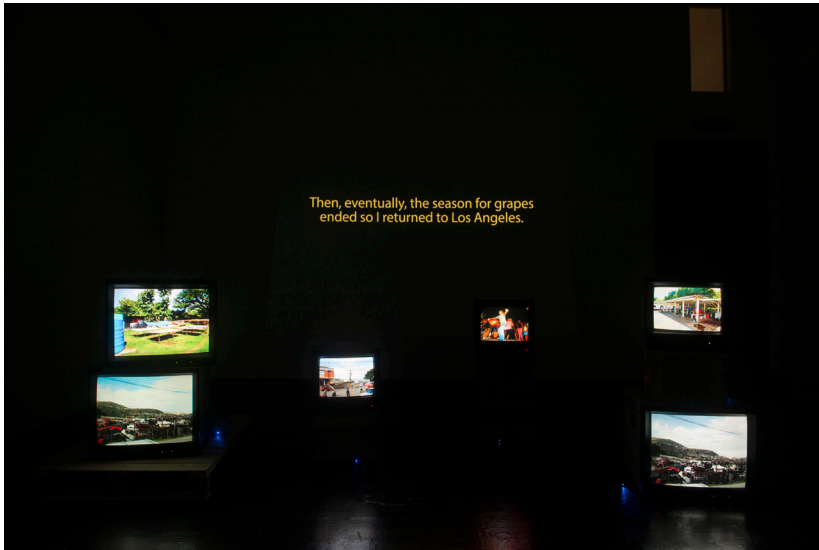 Then, eventually, the season for grapes
ended so I returned to Los Angeles.